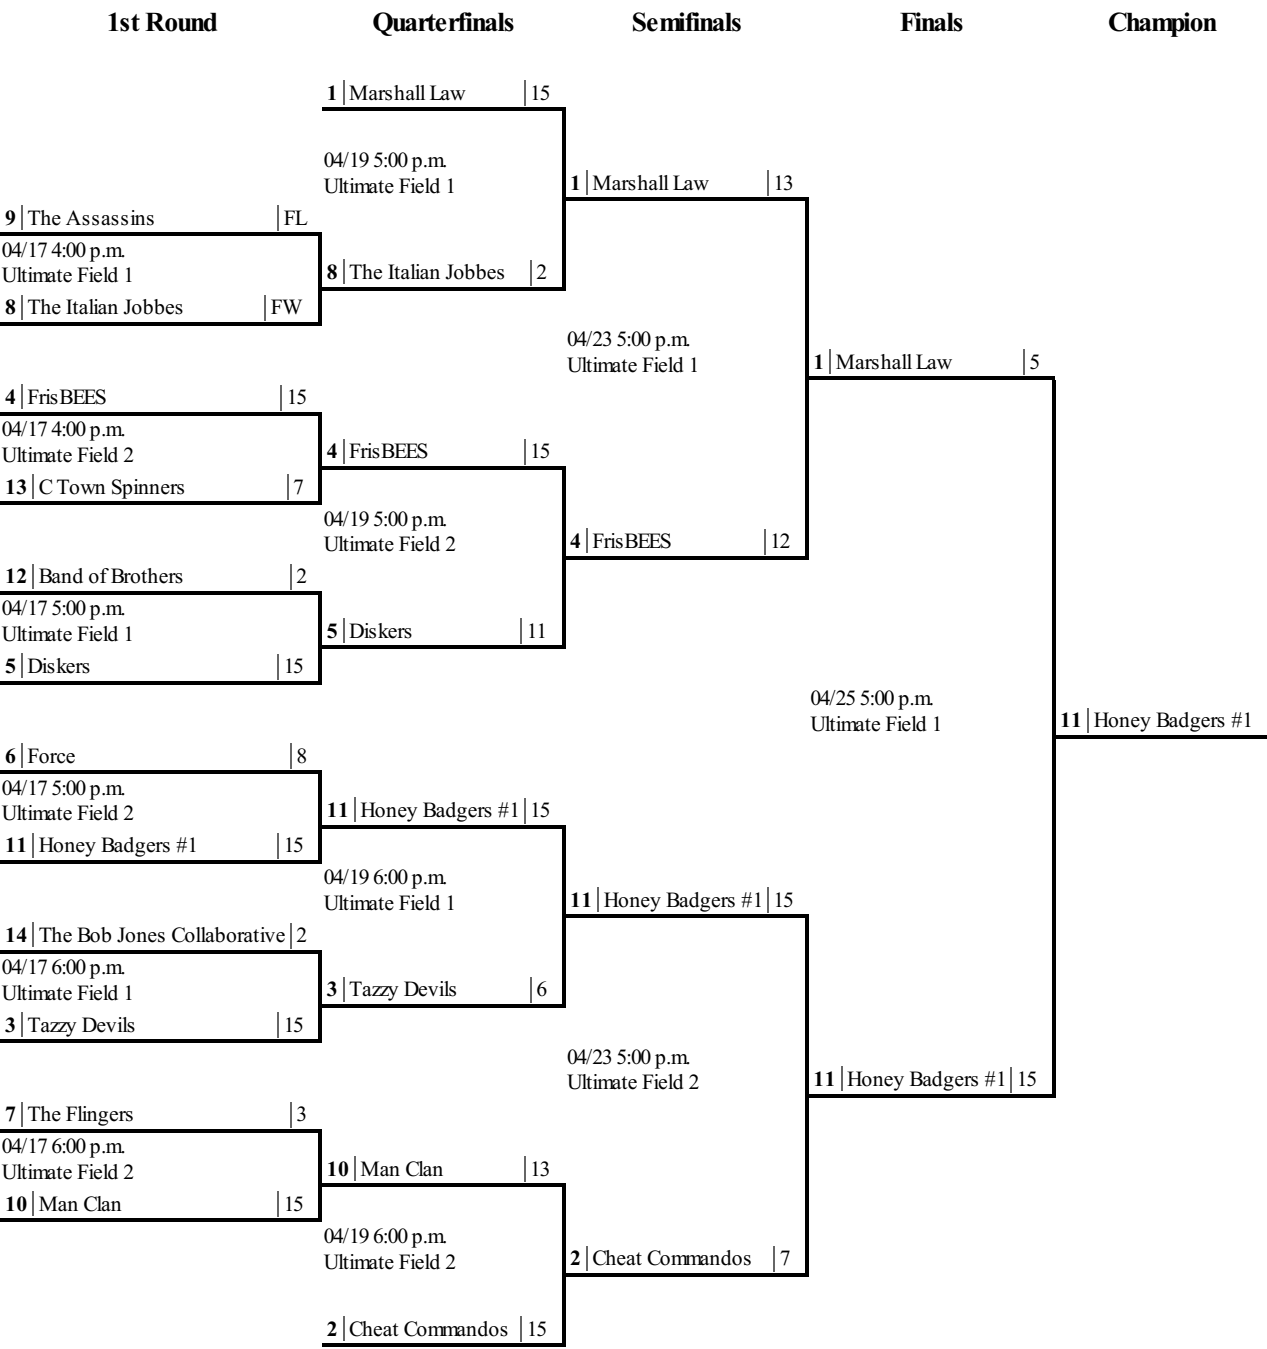 1st Round Quarterfinals Semifinals Finals Champion
1 Marshall Law 15
04/19 5:00 p.m.
Ultimate Field 1
1 Marshall Law 13
9 The Assassins FL
04/17 4:00 p.m.
Ultimate Field 1
8 The Italian Jobbes 2
8 The Italian Jobbes FW
04/23 5:00 p.m.
Ultimate Field 1
1 Marshall Law 5
4 FrisBEES 15
04/17 4:00 p.m.
Ultimate Field 2
4 FrisBEES 15
13 C Town Spinners 7
04/19 5:00 p.m.
Ultimate Field 2
4 FrisBEES 12
12 Band of Brothers 2
04/17 5:00 p.m.
Ultimate Field 1
5 Diskers 11
5 Diskers 15
04/25 5:00 p.m.
Ultimate Field 1
11 Honey Badgers #1
6 Force 8
04/17 5:00 p.m.
Ultimate Field 2
11 Honey Badgers #1 15
11 Honey Badgers #1 15
04/19 6:00 p.m.
Ultimate Field 1
11 Honey Badgers #1 15
14 The Bob Jones Collaborative 2
04/17 6:00 p.m.
Ultimate Field 1
3 Tazzy Devils 6
3 Tazzy Devils 15
04/23 5:00 p.m.
Ultimate Field 2
11 Honey Badgers #1 15
7 The Flingers 3
04/17 6:00 p.m.
Ultimate Field 2
10 Man Clan 13
10 Man Clan 15
04/19 6:00 p.m.
Ultimate Field 2
2 Cheat Commandos 7
2 Cheat Commandos 15